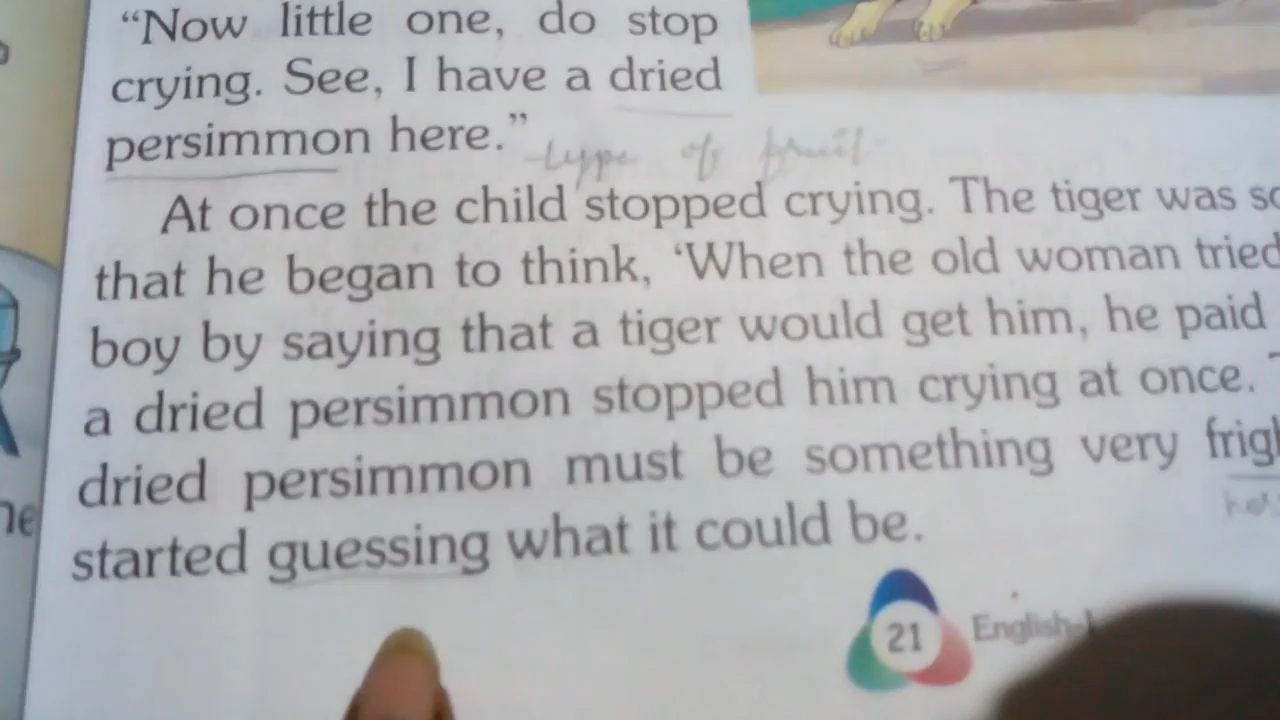 “Now little one, do stop
crying. See, I have a dried
persimmon here.”
type of fruit
At once the child stopped crying. The tiger was
that he began to think, ‘When the old woman tried
boy by saying that a tiger would get him, he paid
a dried persimmon stopped him crying at once.
dried persimmon must be something very
started guessing what it could be.
21
English